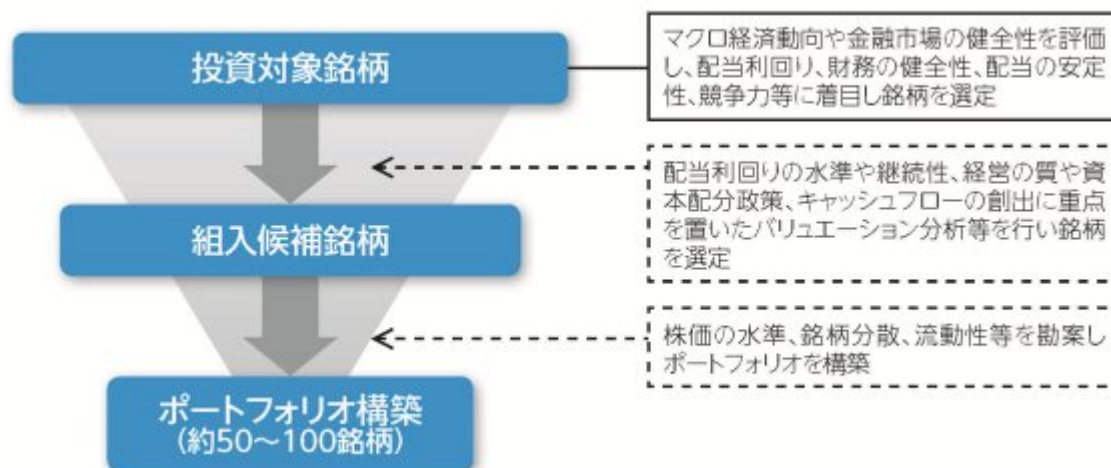 投資対象銘柄
マクロ経済動向や金融市場の健全性を評価
し、配当利回り、財務の健全性、配当の安定
性、競争力等に着目し銘柄を選定
配当利回りの水準や継続性、経営の質や資
本配分政策、キャッシュフローの創出に重点
を置いたバリュエーション分析等を行い銘柄
を選定
組入候補銘柄
株価の水準、銘柄分散、流動性等を勘案し
ポートフォリオを構築
ポートフォリオ構築
(約50〜100銘柄)